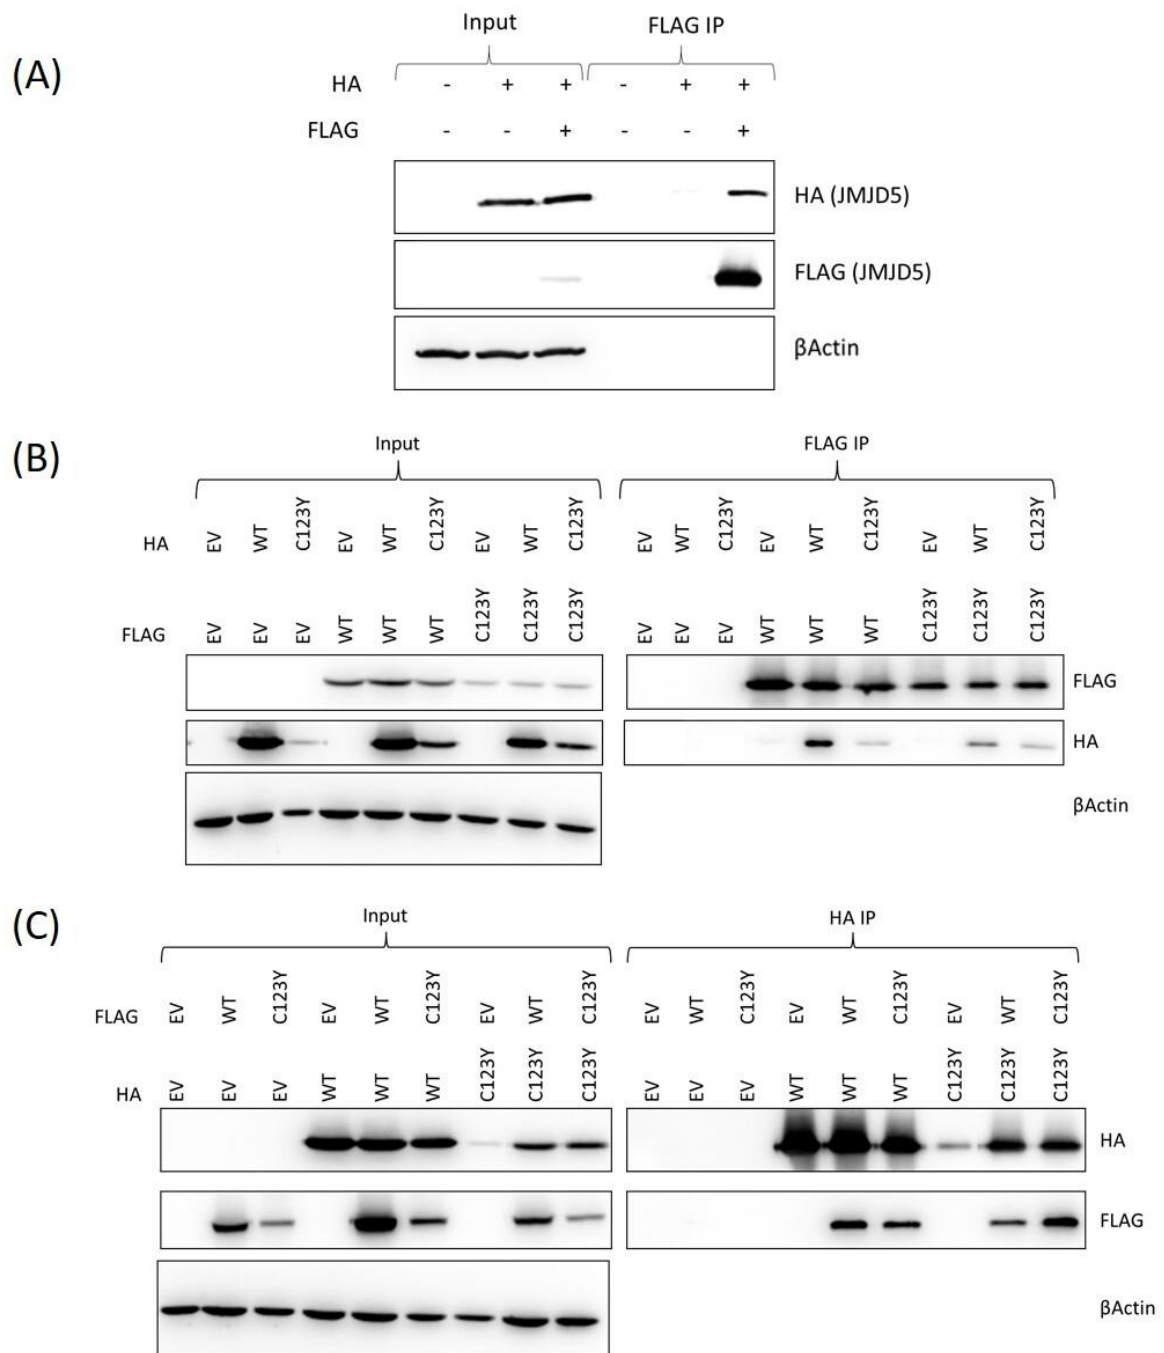 (A)
Input FLAG IP
HA - + + - + +
FLAG - - + - - +
HA (JMJD5)
FLAG (JMJD5)
βActin
(B)
Input FLAG IP
HA EV WT C123Y EV WT C123Y EV WT C123Y EV WT C123Y EV WT C123Y EV WT C123Y
FLAG EV EV EV WT WT WT C123Y C123Y C123Y EV EV EV WT WT WT C123Y C123Y C123Y
FLAG
HA
βActin
(C)
Input HA IP
FLAG EV WT C123Y EV WT C123Y EV WT C123Y EV WT C123Y EV WT C123Y EV WT C123Y
HA EV EV EV WT WT WT C123Y C123Y C123Y EV EV EV WT WT WT C123Y C123Y C123Y
HA
FLAG
βActin